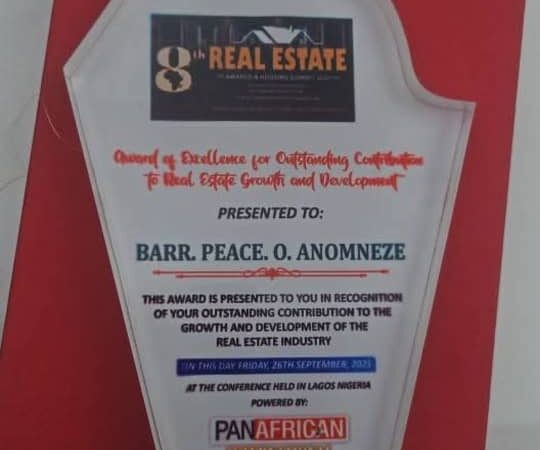 8th REAL ESTATE
AWARDS & HOUSING SUMMIT
Award of Excellence for Outstanding Contribution
to Real Estate Growth and Development
PRESENTED TO:
BARR. PEACE. O. ANOMNEZE
THIS AWARD IS PRESENTED TO YOU IN RECOGNITION
OF YOUR OUTSTANDING CONTRIBUTION TO THE
GROWTH AND DEVELOPMENT OF THE
REAL ESTATE INDUSTRY
ON THIS DAY FRIDAY, 26TH SEPTEMBER, 2025
AT THE CONFERENCE HELD IN LAGOS NIGERIA
POWERED BY:
PANAFRICAN